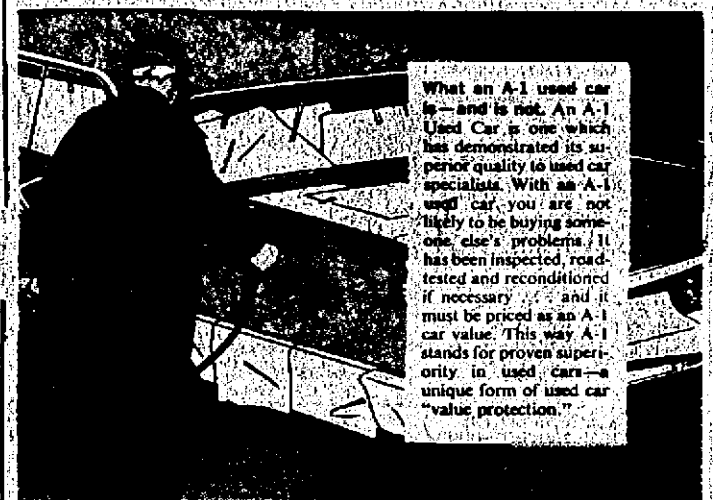 What an A-1 used car
is—and is not. An A-1
Used Car is one which
has demonstrated its su-
perior quality to used car
specialists. With an A-1
used car you are not
likely to be buying some-
one else's problems. It
has been inspected, road-
tested and reconditioned
if necessary . . . and it
must be priced as an A-1
car value. This way A-1
stands for proven superi-
ority in used cars—a
unique form of used car
"value protection."